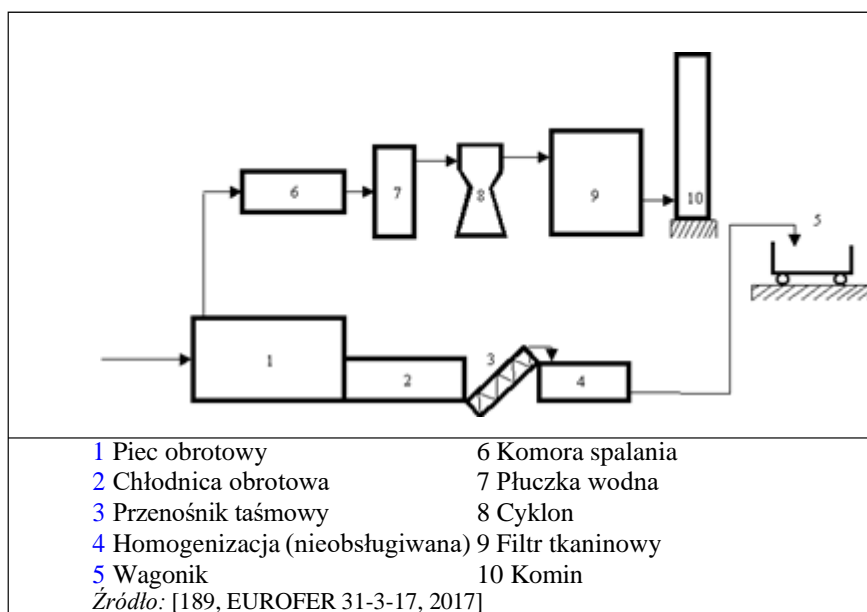 6
7
8
9
10
5
1
2
3
4
1 Piec obrotowy
2 Chłodnica obrotowa
3 Przenośnik taśmowy
4 Homogenizacja (nieobsługiwana)
5 Wagonik
6 Komora spalania
7 Płuczka wodna
8 Cyklon
9 Filtr tkaninowy
10 Komin
Źródło: [189, EUROFER 31-3-17, 2017]